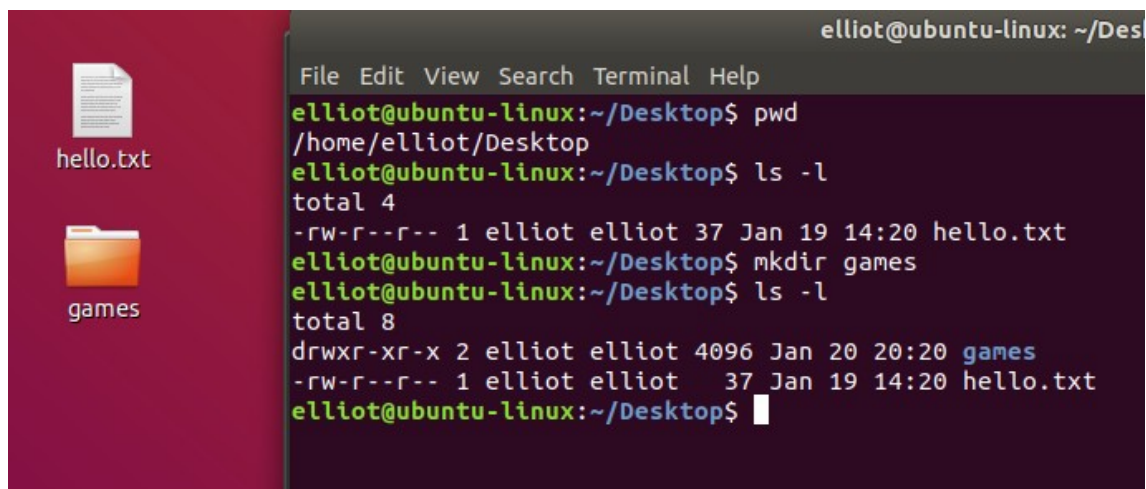 elliot@ubuntu-linux: ~/Des
File Edit View Search Terminal Help
elliot@ubuntu-linux:~/Desktop$ pwd
/home/elliot/Desktop
elliot@ubuntu-linux:~/Desktop$ ls -l
total 4
-rw-r--r-- 1 elliot elliot 37 Jan 19 14:20 hello.txt
elliot@ubuntu-linux:~/Desktop$ mkdir games
elliot@ubuntu-linux:~/Desktop$ ls -l
total 8
drwxr-xr-x 2 elliot elliot 4096 Jan 20 20:20 games
-rw-r--r-- 1 elliot elliot   37 Jan 19 14:20 hello.txt
elliot@ubuntu-linux:~/Desktop$
hello.txt
games